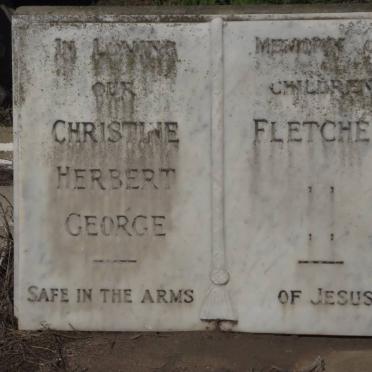 IN LOVING MEMORY O
OUR CHILDREN
CHRISTINE FLETCHE
HERBERT "
GEORGE "
SAFE IN THE ARMS OF JESUS